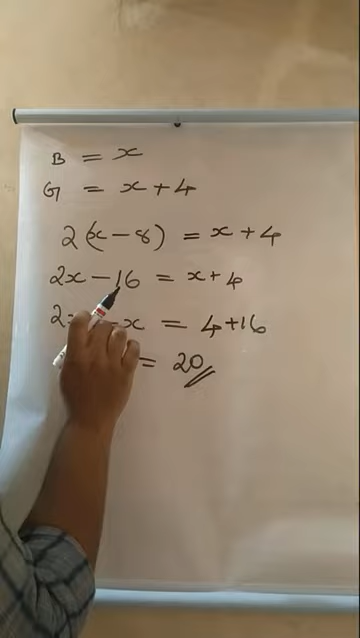 B = x
G = x + 4
2(x - 8) = x + 4
2x - 16 = x + 4
2x - x = 4 + 16
= 20